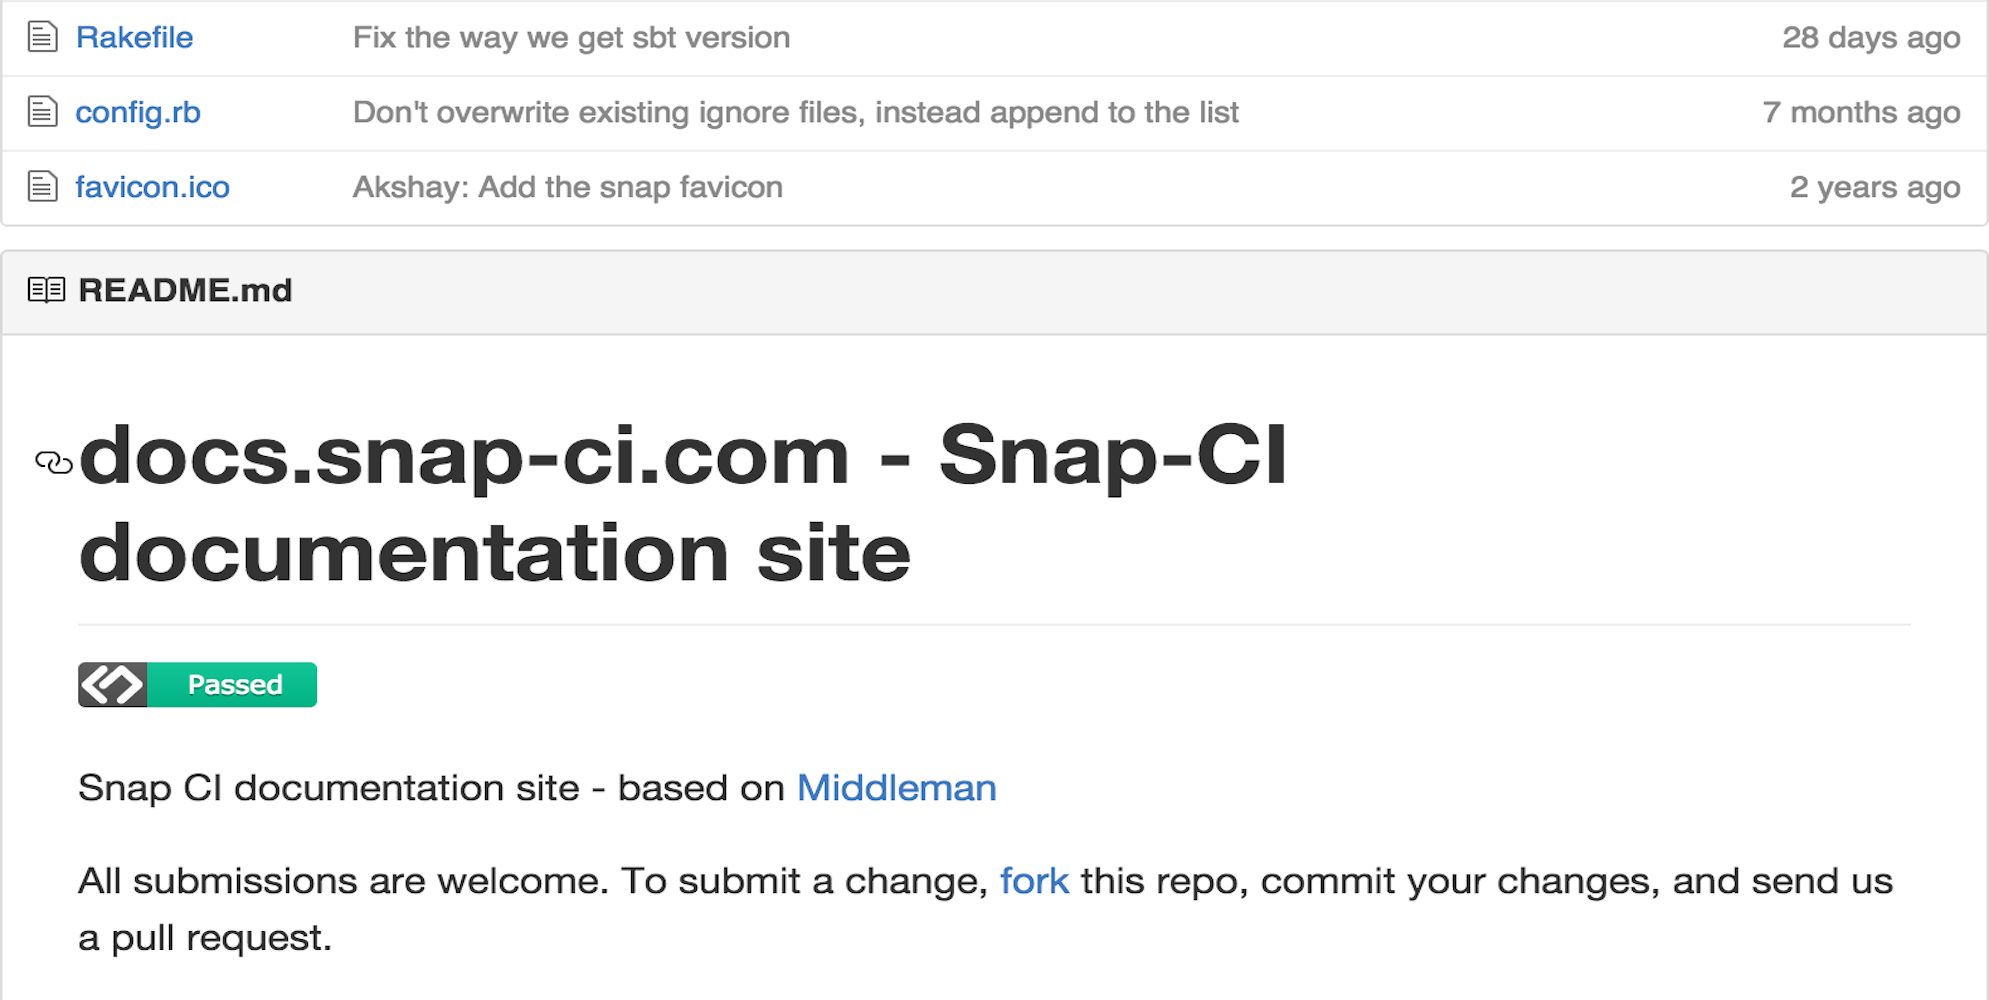 Rakefile Fix the way we get sbt version 28 days ago
config.rb Don't overwrite existing ignore files, instead append to the list 7 months ago
favicon.ico Akshay: Add the snap favicon 2 years ago
README.md
docs.snap-ci.com - Snap-CI
documentation site
Passed
Snap CI documentation site - based on Middleman
All submissions are welcome. To submit a change, fork this repo, commit your changes, and send us
a pull request.